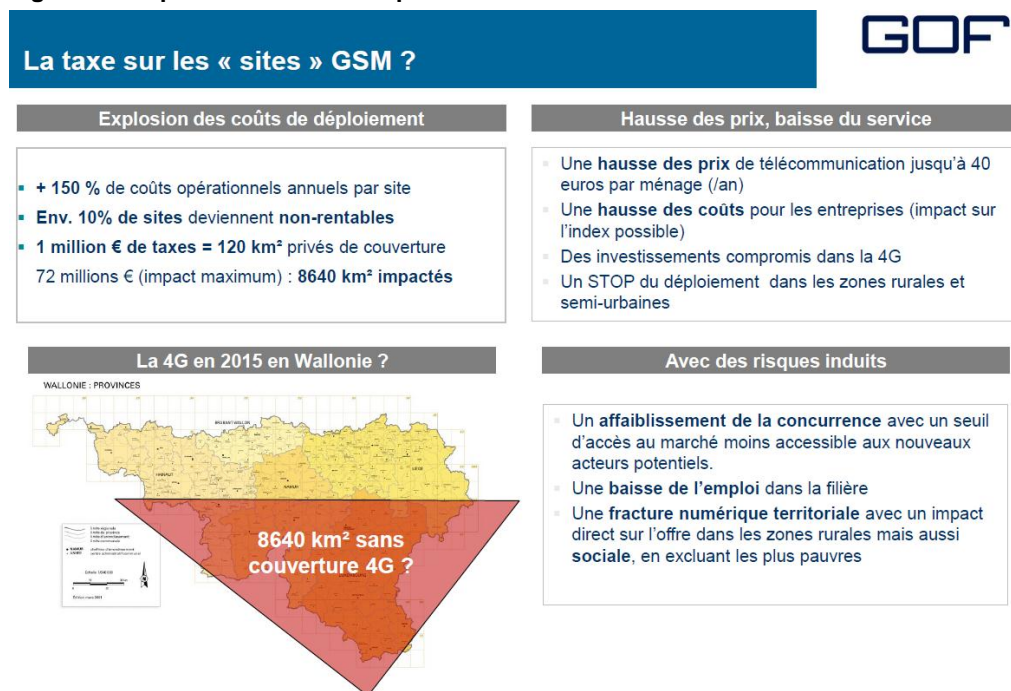 GOF
La taxe sur les « sites » GSM ?
Explosion des coûts de déploiement
+ 150 % de coûts opérationnels annuels par site
Env. 10% de sites deviennent non-rentables
1 million € de taxes = 120 km² privés de couverture
72 millions € (impact maximum) : 8640 km² impactés
Hausse des prix, baisse du service
Une hausse des prix de télécommunication jusqu'à 40
euros par ménage (/an)
Une hausse des coûts pour les entreprises (impact sur
l'index possible)
Des investissements compromis dans la 4G
Un STOP du déploiement dans les zones rurales et
semi-urbaines
La 4G en 2015 en Wallonie ?
WALLONIE : PROVINCES
BRABANT WALLON
HAINAUT
LIEGE
NAMUR
8640 km² sans
couverture 4G ?
Avec des risques induits
Un affaiblissement de la concurrence avec un seuil
d'accès au marché moins accessible aux nouveaux
acteurs potentiels.
Une baisse de l'emploi dans la filière
Une fracture numérique territoriale avec un impact
direct sur l'offre dans les zones rurales mais aussi
sociale, en excluant les plus pauvres